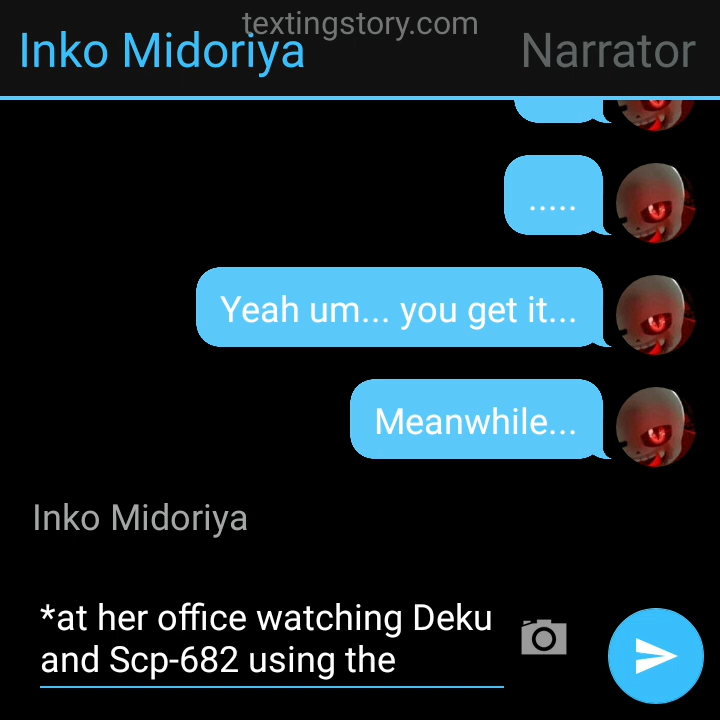 textingstory.com
Inko Midoriya
Narrator
.....
Yeah um... you get it...
Meanwhile...
Inko Midoriya
*at her office watching Deku
and Scp-682 using the